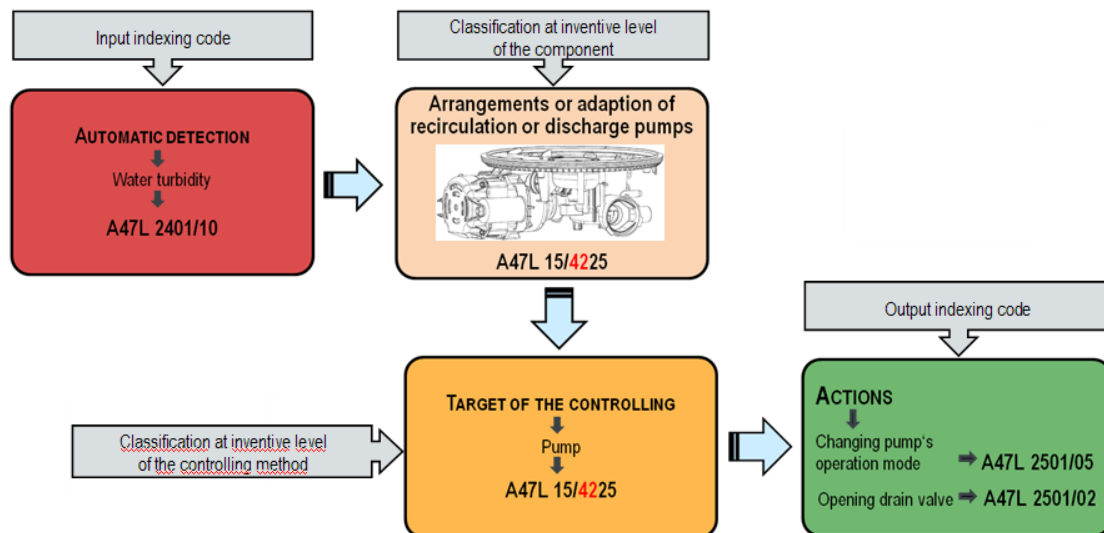 Input indexing code
Classification at inventive level
of the component
AUTOMATIC DETECTION
Water turbidity
A47L 2401/10
Arrangements or adaption of
recirculation or discharge pumps
A47L 15/4225
Output indexing code
Classification at inventive level
of the controlling method
TARGET OF THE CONTROLLING
Pump
A47L 15/4225
ACTIONS
Changing pump‘s
operation mode
A47L 2501/05
Opening drain valve
A47L 2501/02